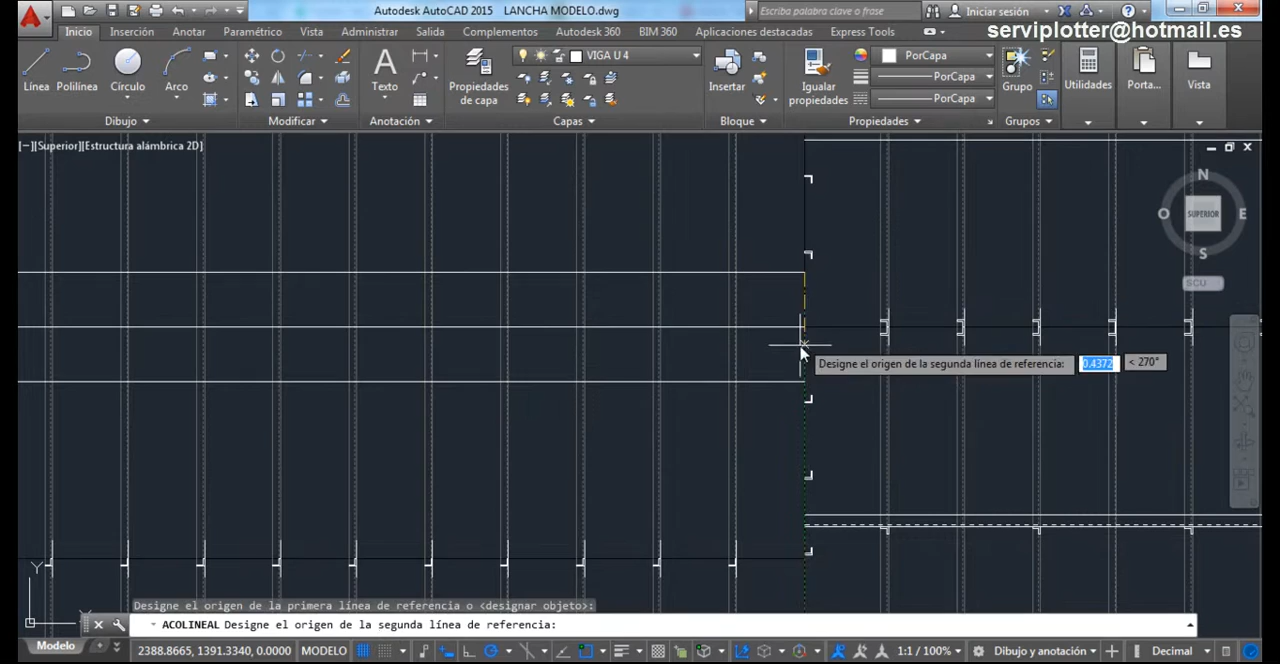 Autodesk AutoCAD 2015 LANCHA MODELO.dwg
Escriba palabra clave o frase
Iniciar sesión
Inicio Inserción Anotar Paramétrico Vista Administrar Salida Complementos Autodesk 360 BIM 360 Aplicaciones destacadas Express Tools
serviplotter@hotmail.es
VIGA U 4
PorCapa
PorCapa
PorCapa
Línea Polilínea Círculo Arco
Texto
Propiedades de capa
Insertar
Igualar propiedades
Grupo
Utilidades
Porta...
Vista
Dibujo Modificar Anotación Capas Bloque Propiedades Grupos
[−][Superior][Estructura alámbrica 2D]
N
O SUPERIOR E
S
SCU
Designe el origen de la segunda línea de referencia: 0.4372 < 270°
Y
Designe el origen de la primera línea de referencia o <designar objeto>:
ACOLINEAL Designe el origen de la segunda línea de referencia:
Modelo
2388.8665, 1391.3340, 0.0000 MODELO
1:1 / 100%
Dibujo y anotación
Decimal